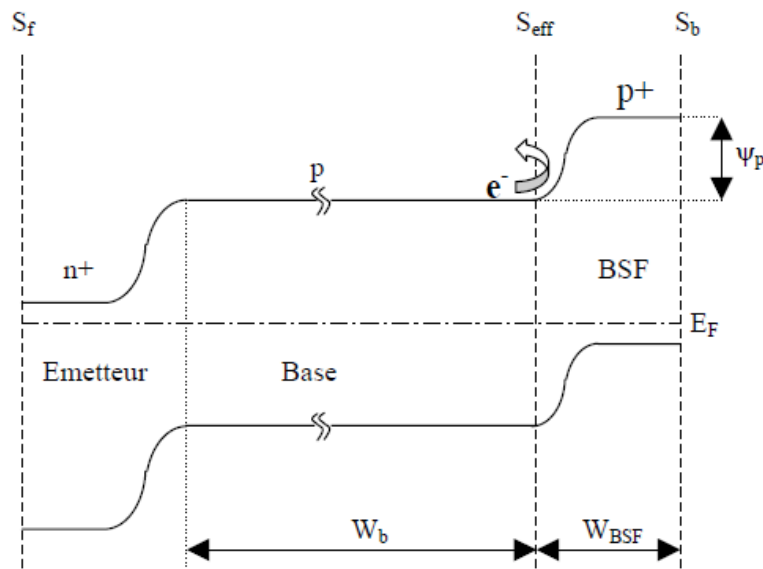 S_f S_eff S_b
p+
p ψ_p
e^-
n+ BSF
E_F
Emetteur Base
W_b W_BSF